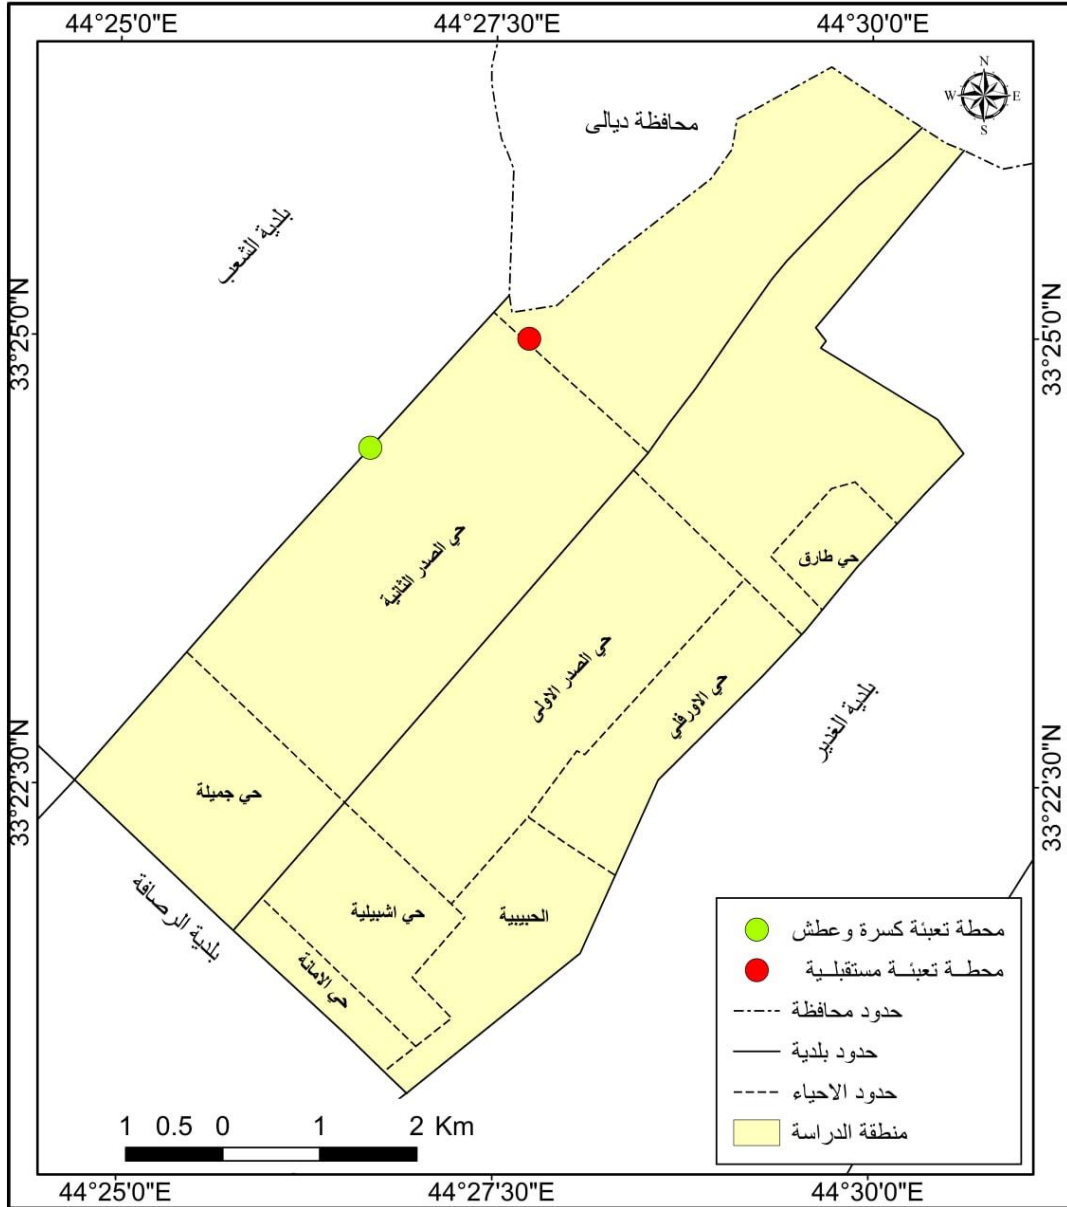 44°25'0"E
44°27'30"E
44°30'0"E
N
W
E
S
محافظة ديالى
بلدية الشعب
33°25'0"N
33°25'0"N
حي الصدر الثانية
حي طارق
حي الصدر الاولى
حي الاورفلي
بلدية الغدير
33°22'30"N
33°22'30"N
حي جميلة
بلدية الرصافة
حي اشبيلية
الحبيبية
حي الامانة
محطة تعبئة كسرة وعطش
محطــة تعبئــة مستقبلــية
حدود محافظة
حدود بلدية
حدود الاحياء
منطقة الدراسة
1 0.5 0 1 2 Km
44°25'0"E
44°27'30"E
44°30'0"E